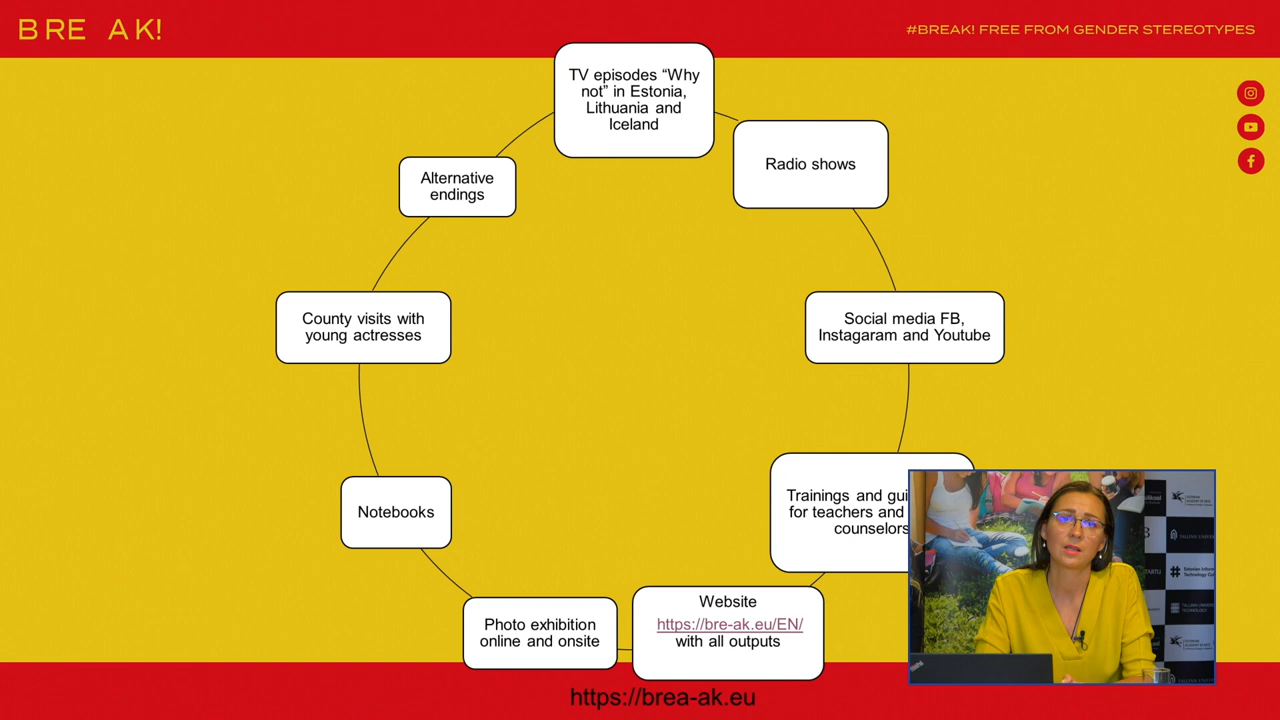 BRE AK!
#BREAK! FREE FROM GENDER STEREOTYPES
TV episodes “Why
not” in Estonia,
Lithuania and
Iceland
Radio shows
Social media FB,
Instagaram and Youtube
Trainings and
for teachers and
counselors
Website
https://bre-ak.eu/EN/
with all outputs
Photo exhibition
online and onsite
Notebooks
County visits with
young actresses
Alternative
endings
https://brea-ak.eu